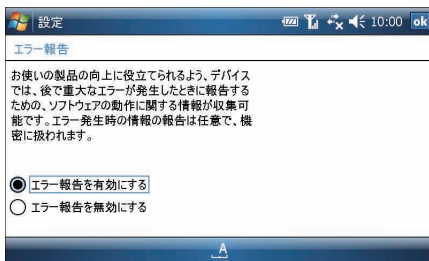 設定 10:00 ok
エラー報告
お使いの製品の向上に役立てられるよう、デバイス
では、後で重大なエラーが発生したときに報告する
ための、ソフトウェアの動作に関する情報が収集可
能です。エラー発生時の情報の報告は任意で、機
密に扱われます。
エラー報告を有効にする
エラー報告を無効にする
A